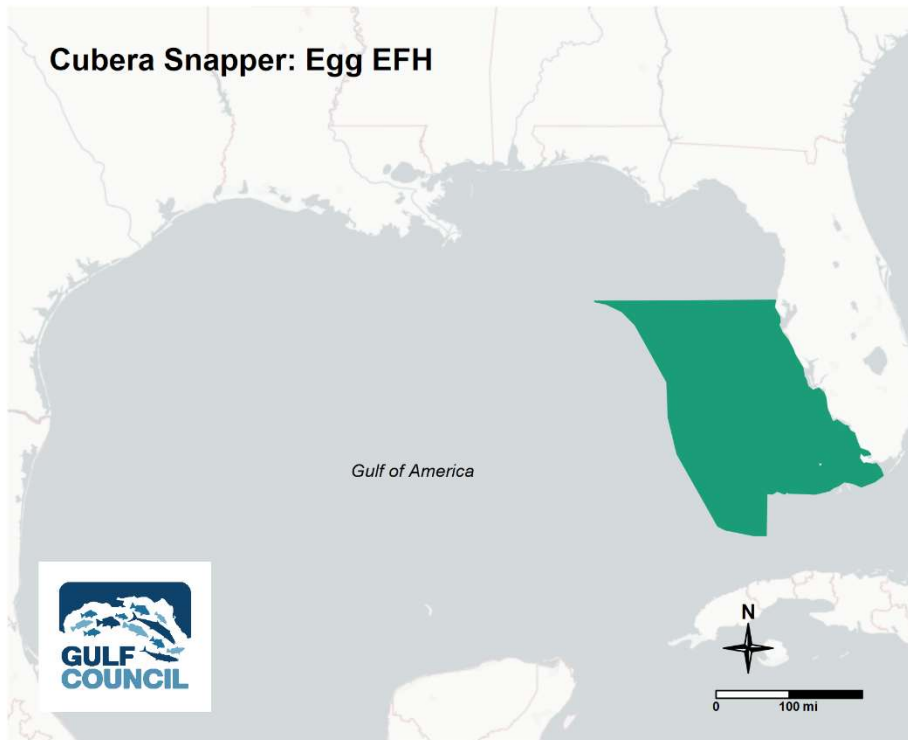 Cubera Snapper: Egg EFH
Gulf of America
GULF
COUNCIL
N
0 100 mi